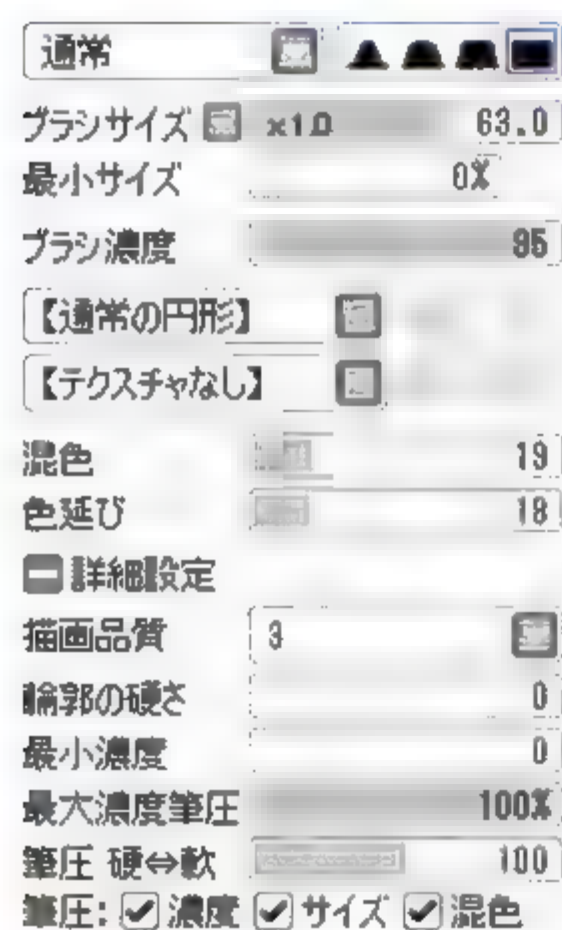 通常
ブラシサイズ x1.0 63.0
最小サイズ 0%
ブラシ濃度 95
【通常の円形】
【テクスチャなし】
混色 19
色延び 18
詳細設定
描画品質 3
輪郭の硬さ 0
最小濃度 0
最大濃度筆圧 100%
筆圧 硬⇔軟 100
筆圧: 濃度 サイズ 混色